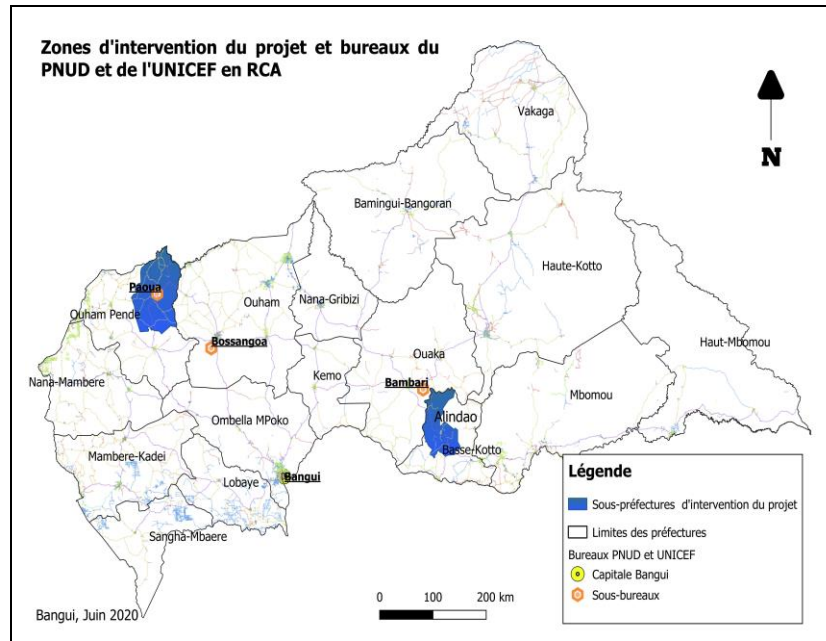 Zones d'intervention du projet et bureaux du
PNUD et de l'UNICEF en RCA
N
Vakaga
Bamingui-Bangoran
Haute-Kotto
Paoua
Ouham
Nana-Gribizi
Ouham Pende
Bossangoa
Ouaka
Haut-Mbomou
Nana-Mambere
Kemo
Bambari
Mbomou
Ombella MPoko
Alindao
Basse-Kotto
Mambere-Kadei
Lobaye
Bangui
Sangha-Mbaere
Légende
Sous-préfectures d'intervention du projet
Limites des préfectures
Bureaux PNUD et UNICEF
Capitale Bangui
Sous-bureaux
0 100 200 km
Bangui, Juin 2020